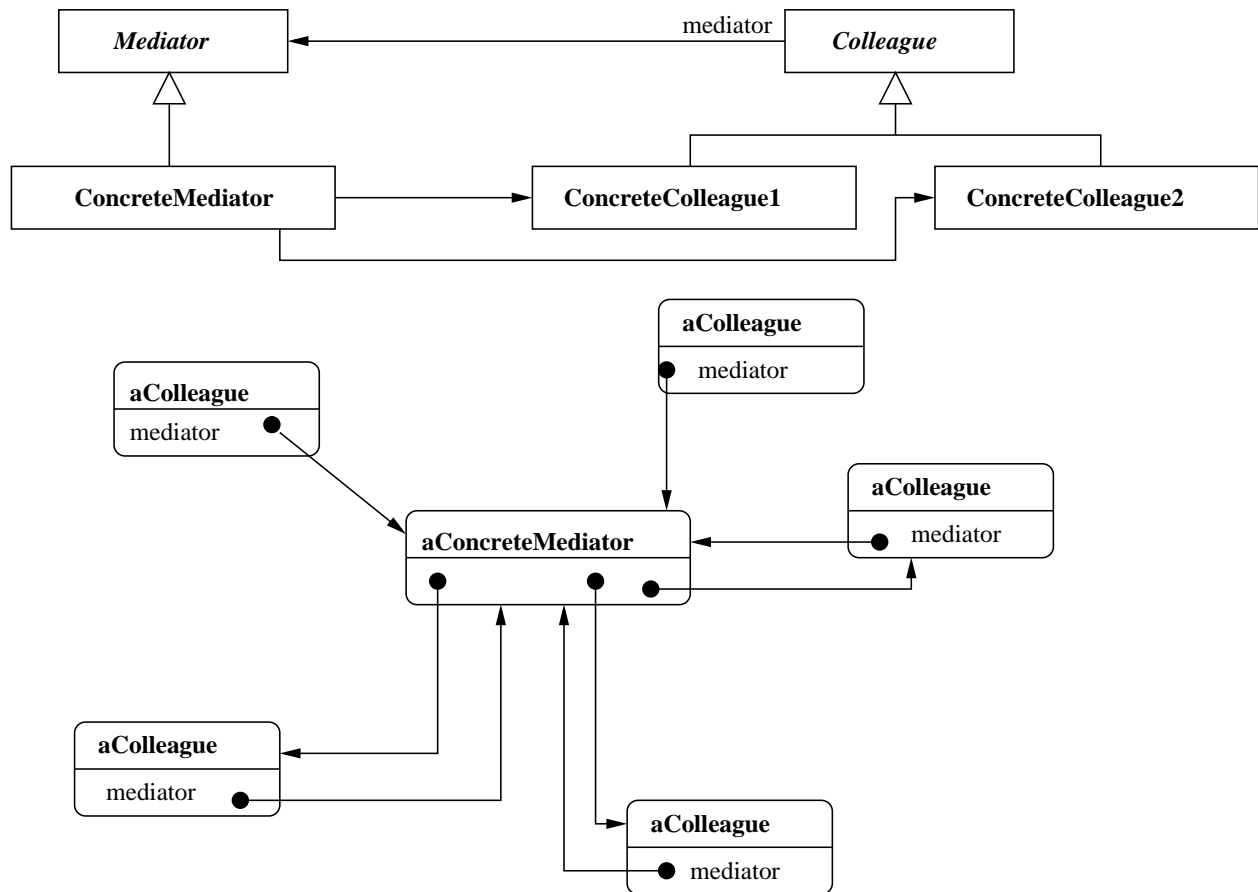 Mediator
mediator
Colleague
ConcreteMediator
ConcreteColleague1
ConcreteColleague2
aColleague
mediator
aColleague
mediator
aColleague
mediator
aConcreteMediator
aColleague
mediator
aColleague
mediator